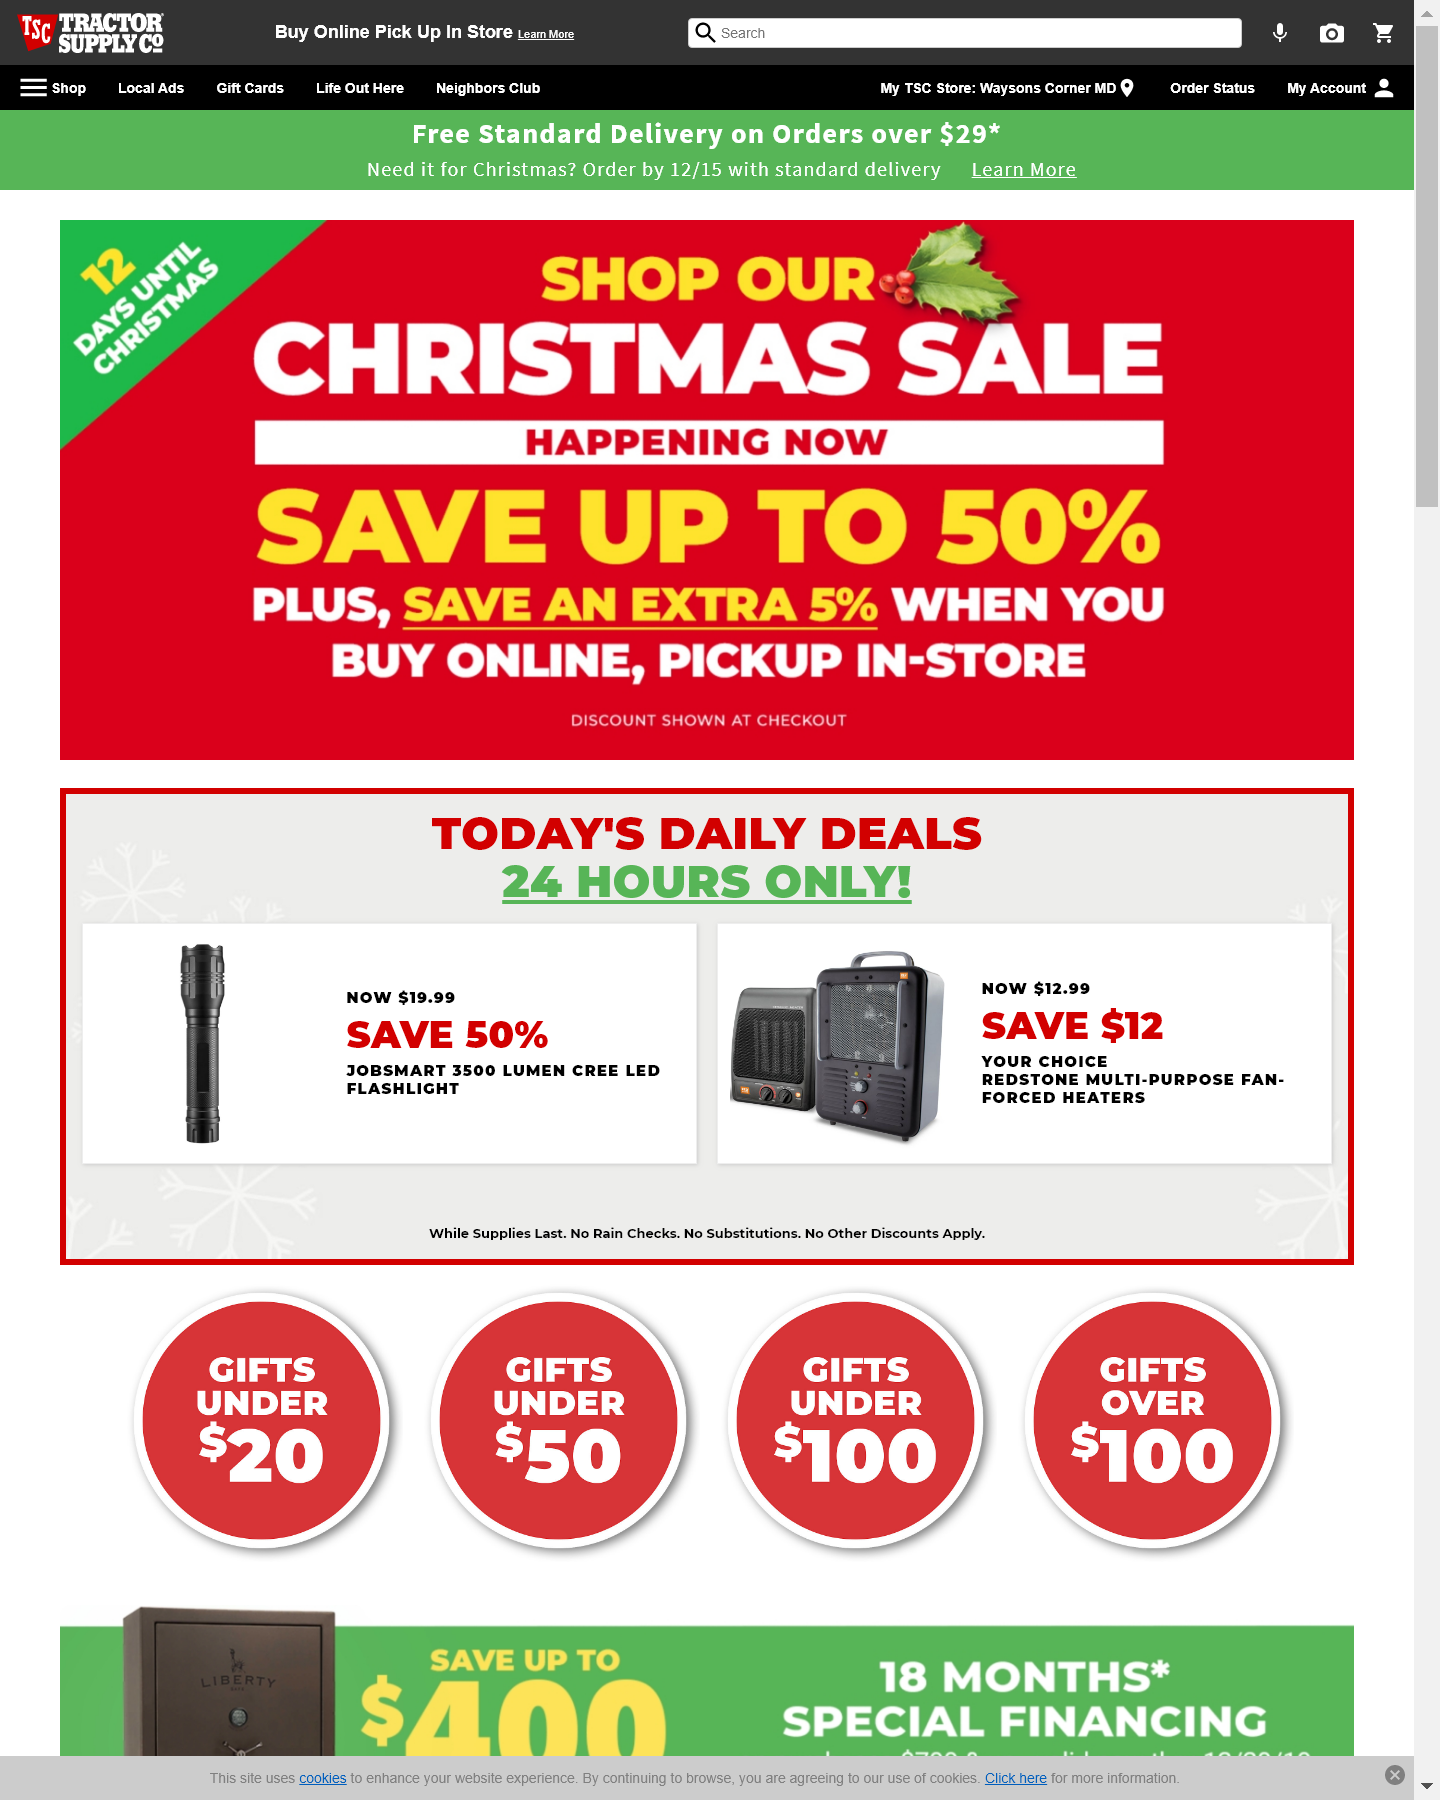 TSC TRACTOR SUPPLY CO
Buy Online Pick Up In Store Learn More
Search
Shop
Local Ads
Gift Cards
Life Out Here
Neighbors Club
My TSC Store: Waysons Corner MD
Order Status
My Account
Free Standard Delivery on Orders over $29*
Need it for Christmas? Order by 12/15 with standard delivery Learn More
12
DAYS UNTIL
CHRISTMAS
SHOP OUR
CHRISTMAS SALE
HAPPENING NOW
SAVE UP TO 50%
PLUS, SAVE AN EXTRA 5% WHEN YOU
BUY ONLINE, PICKUP IN-STORE
DISCOUNT SHOWN AT CHECKOUT
TODAY'S DAILY DEALS
24 HOURS ONLY!
NOW $19.99
SAVE 50%
JOBSMART 3500 LUMEN CREE LED
FLASHLIGHT
NOW $12.99
SAVE $12
YOUR CHOICE
REDSTONE MULTI-PURPOSE FAN-
FORCED HEATERS
While Supplies Last. No Rain Checks. No Substitutions. No Other Discounts Apply.
GIFTS
UNDER
$20
GIFTS
UNDER
$50
GIFTS
UNDER
$100
GIFTS
OVER
$100
LIBERTY
SAVE UP TO
$400
18 MONTHS*
SPECIAL FINANCING
This site uses cookies to enhance your website experience. By continuing to browse, you are agreeing to our use of cookies. Click here for more information.